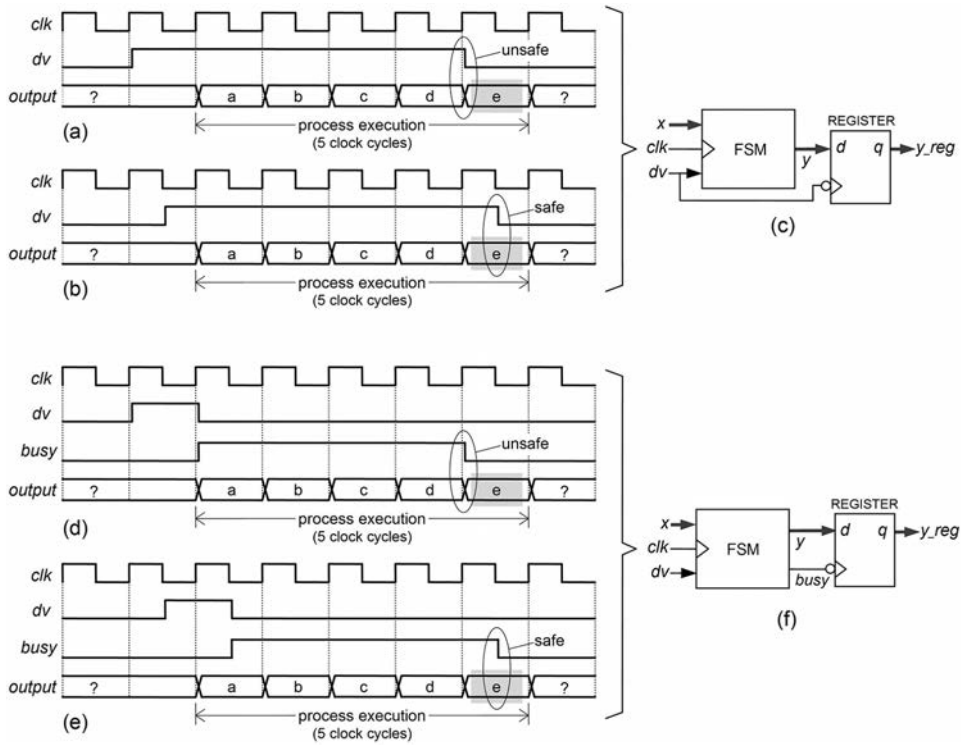 clk
dv
unsafe
output ? a b c d e ?
(a)
process execution
(5 clock cycles)
clk
dv
safe
output ? a b c d e ?
(b)
process execution
(5 clock cycles)
x
clk
dv
FSM
y
REGISTER
d q
y_reg
(c)
clk
dv
busy
unsafe
output ? a b c d e ?
(d)
process execution
(5 clock cycles)
clk
dv
busy
safe
output ? a b c d e ?
(e)
process execution
(5 clock cycles)
x
clk
dv
FSM
y
busy
REGISTER
d q
y_reg
(f)